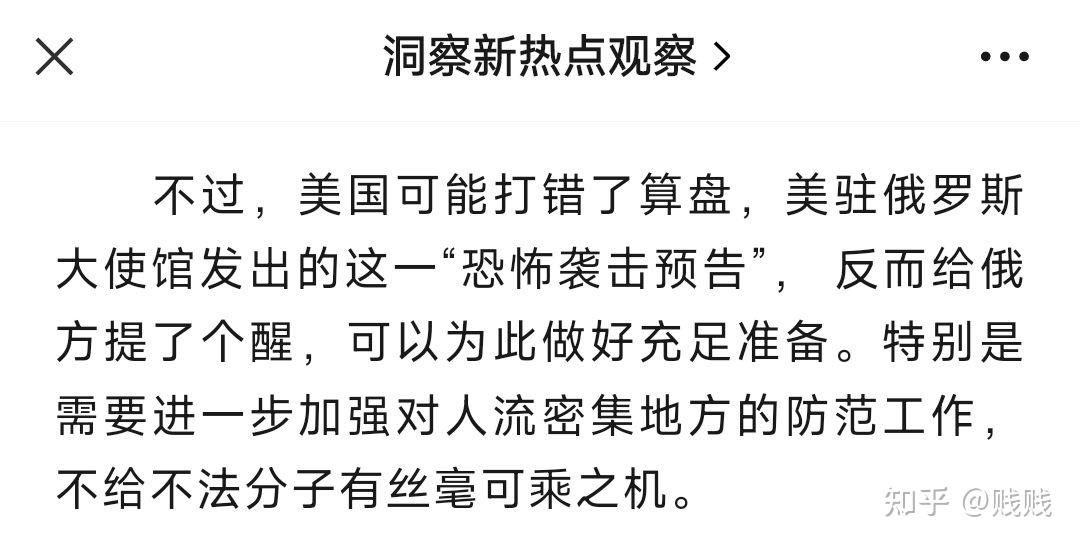 洞察新热点观察
不过，美国可能打错了算盘，美驻俄罗斯
大使馆发出的这一“恐怖袭击预告”，反而给俄
方提了个醒，可以为此做好充足准备。特别是
需要进一步加强对人流密集地方的防范工作，
不给不法分子有丝毫可乘之机。
知乎 @贱贱